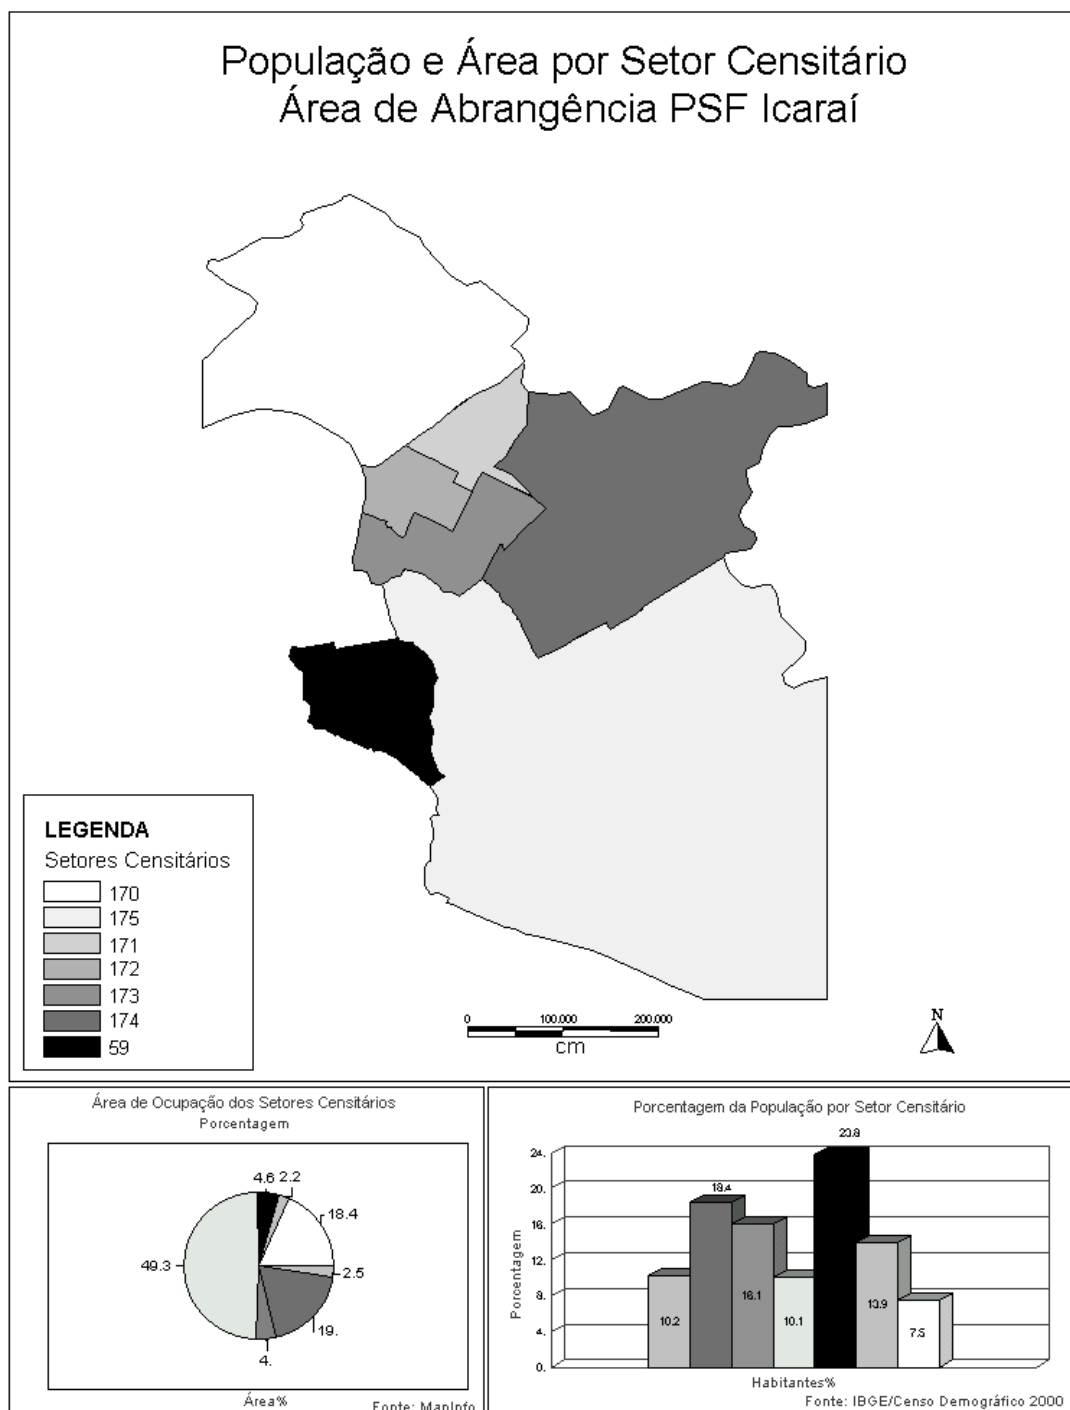 População e Área por Setor Censitário
Área de Abrangência PSF Icaraí
LEGENDA
Setores Censitários
170
175
171
172
173
174
59
0 100.000 200.000
cm
N
Área de Ocupação dos Setores Censitários
Porcentagem
4.6
2.2
18.4
2.5
19.
4.
49.3
Área%
Fonte: MapInfo
Porcentagem da População por Setor Censitário
Porcentagem
24.
20.
16.
12.
8.
4.
0.
10.2
18.4
16.1
10.1
23.8
13.9
7.5
Habitantes%
Fonte: IBGE/Censo Demográfico 2000